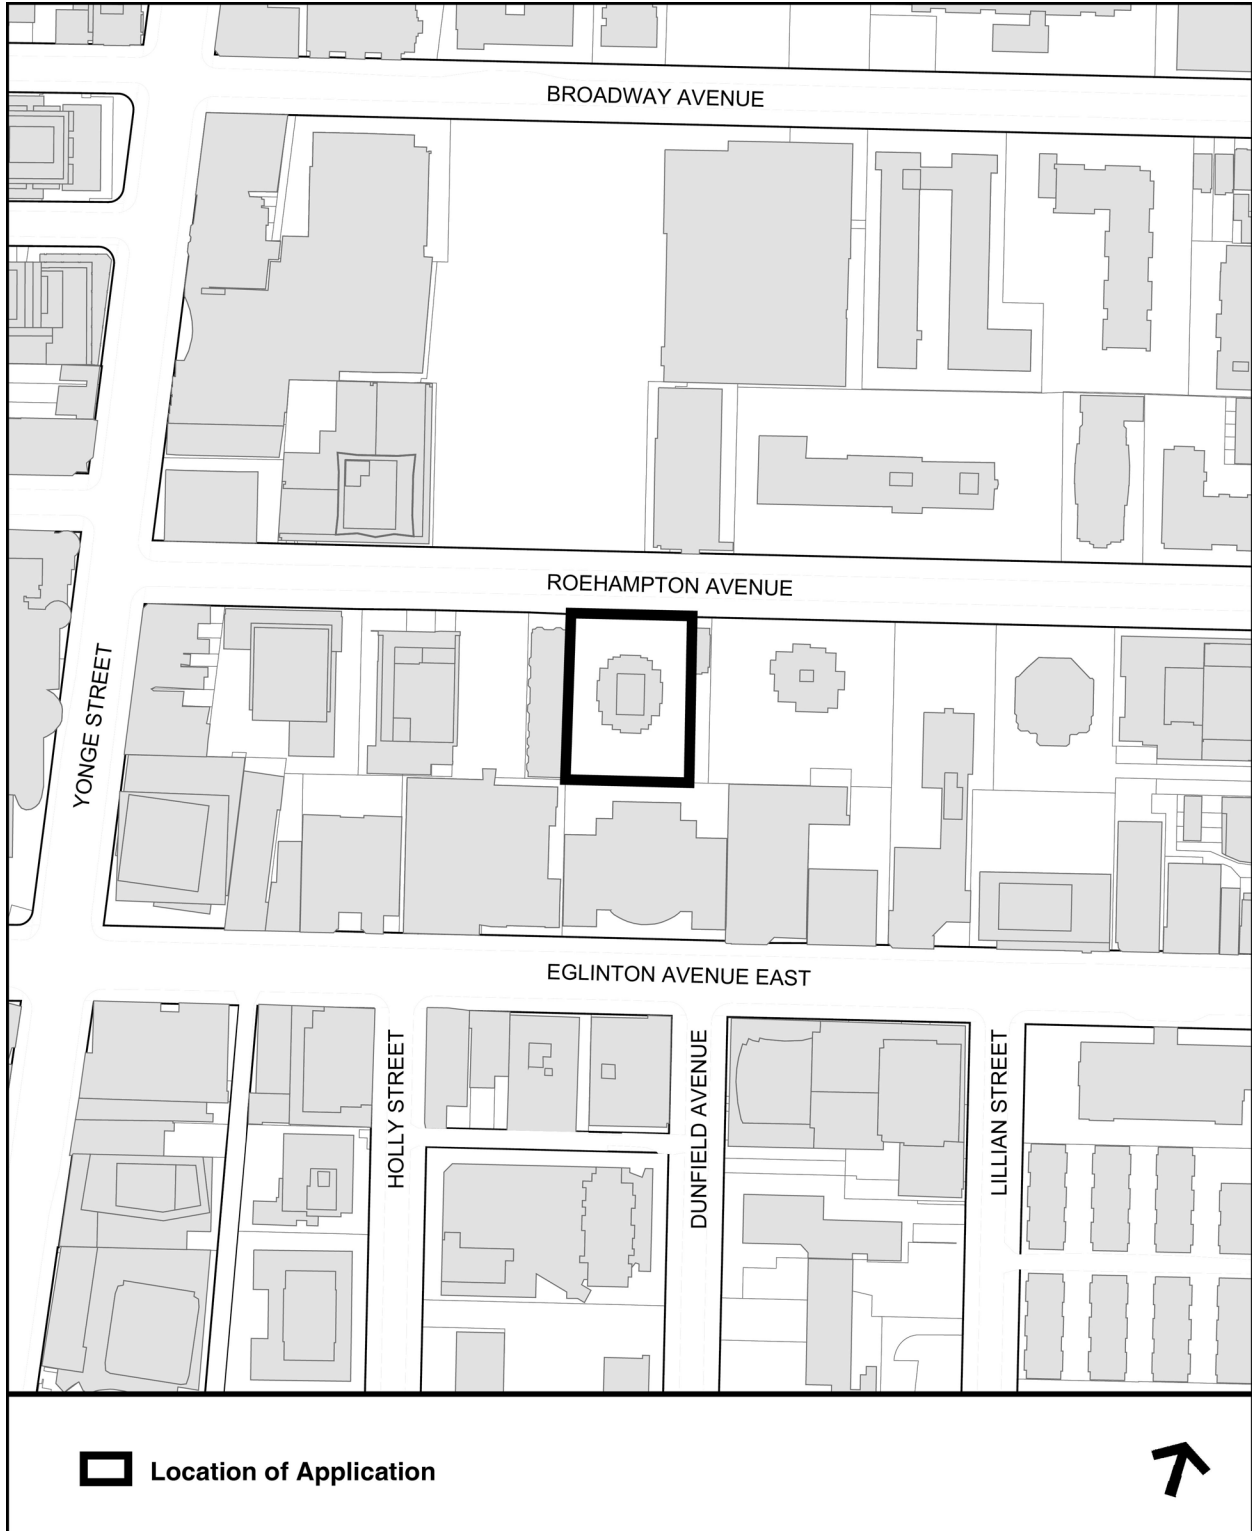 BROADWAY AVENUE
ROEHAMPTON AVENUE
YONGE STREET
EGLINTON AVENUE EAST
HOLLY STREET
DUNFIELD AVENUE
LILLIAN STREET
Location of Application